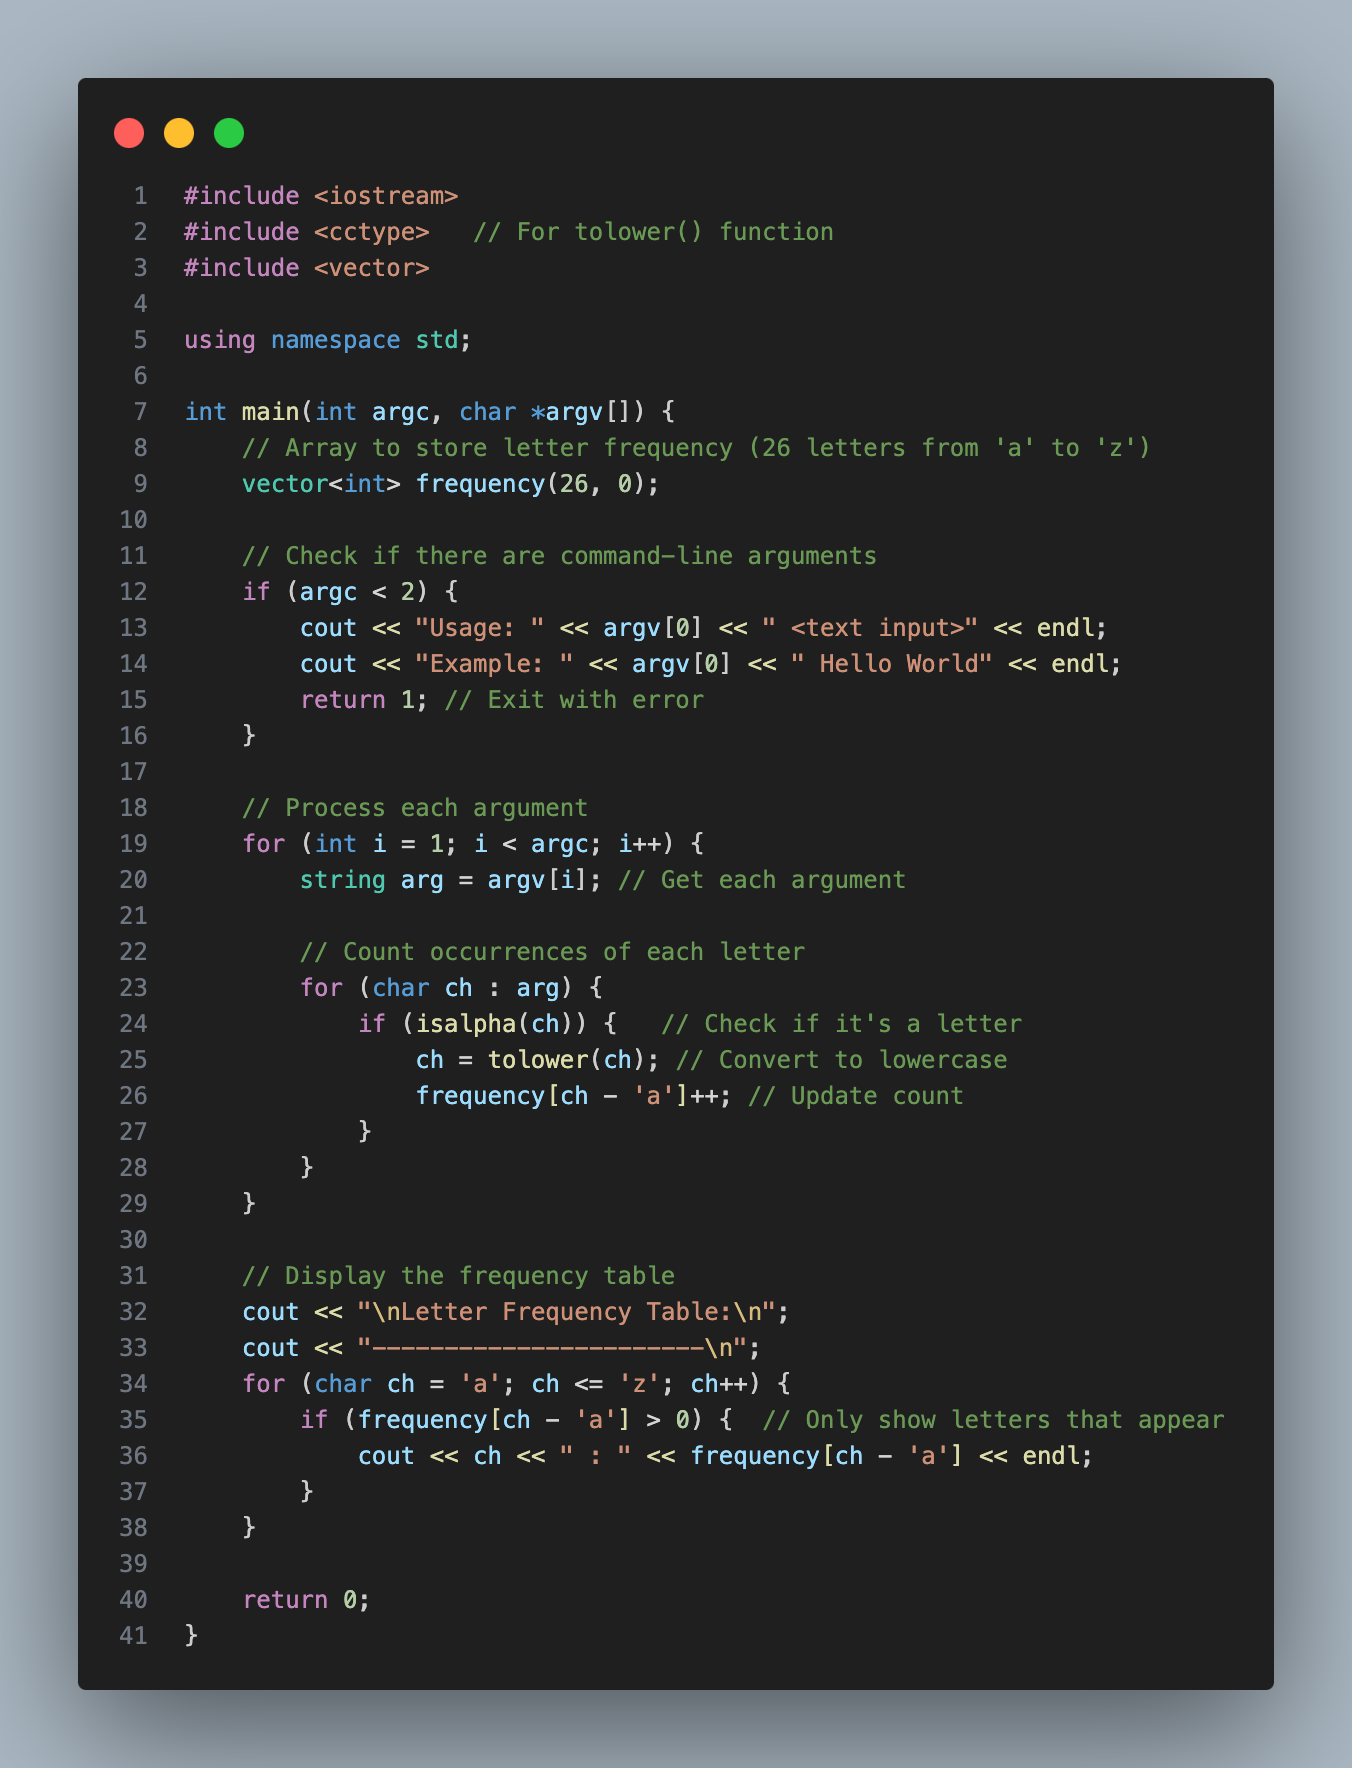 1 #include <iostream>
2 #include <cctype>   // For tolower() function
3 #include <vector>
4
5 using namespace std;
6
7 int main(int argc, char *argv[]) {
8     // Array to store letter frequency (26 letters from 'a' to 'z')
9     vector<int> frequency(26, 0);
10
11     // Check if there are command-line arguments
12     if (argc < 2) {
13         cout << "Usage: " << argv[0] << " <text input>" << endl;
14         cout << "Example: " << argv[0] << " Hello World" << endl;
15         return 1; // Exit with error
16     }
17
18     // Process each argument
19     for (int i = 1; i < argc; i++) {
20         string arg = argv[i]; // Get each argument
21
22         // Count occurrences of each letter
23         for (char ch : arg) {
24             if (isalpha(ch)) {   // Check if it's a letter
25                 ch = tolower(ch); // Convert to lowercase
26                 frequency[ch - 'a']++; // Update count
27             }
28         }
29     }
30
31     // Display the frequency table
32     cout << "\nLetter Frequency Table:\n";
33     cout << "-----------------------\n";
34     for (char ch = 'a'; ch <= 'z'; ch++) {
35         if (frequency[ch - 'a'] > 0) {  // Only show letters that appear
36             cout << ch << " : " << frequency[ch - 'a'] << endl;
37         }
38     }
39
40     return 0;
41 }